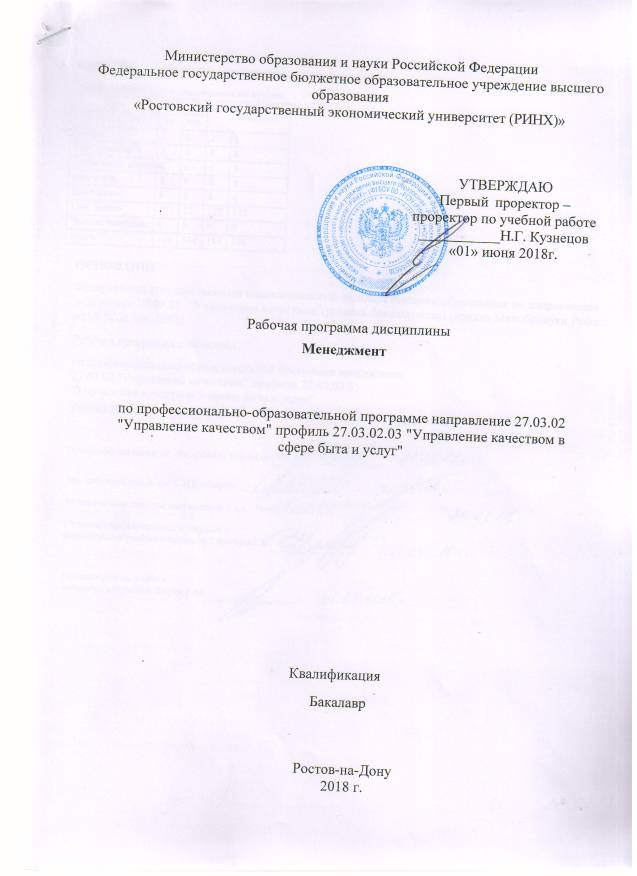 Министерство образования и науки Российской Федерации
Федеральное государственное бюджетное образовательное учреждение высшего
образования
«Ростовский государственный экономический университет (РИНХ)»
УТВЕРЖДАЮ
Первый проректор –
проректор по учебной работе
____________Н.Г. Кузнецов
«01» июня 2018г.
Рабочая программа дисциплины
Менеджмент
по профессионально-образовательной программе направление 27.03.02
"Управление качеством" профиль 27.03.02.03 "Управление качеством в
сфере быта и услуг"
Квалификация
Бакалавр
Ростов-на-Дону
2018 г.